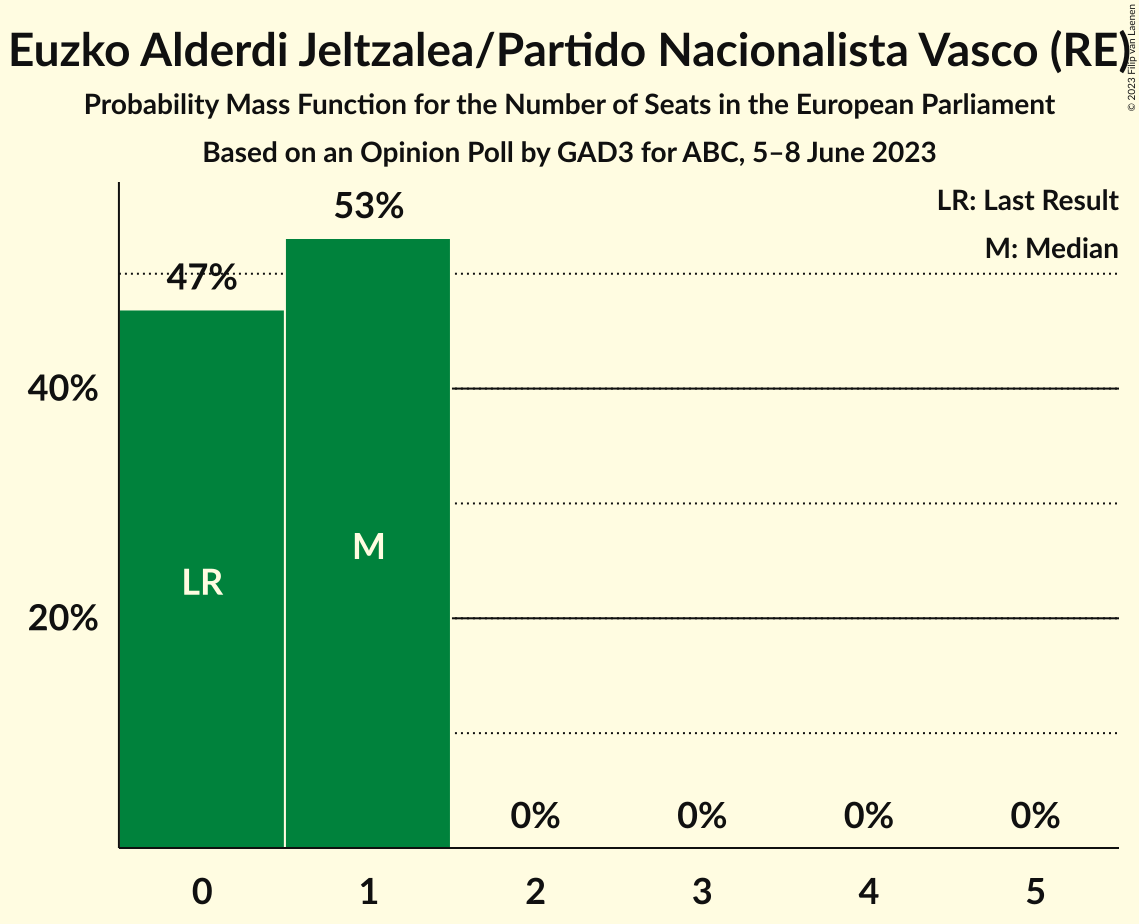 Euzko Alderdi Jeltzalea/Partido Nacionalista Vasco (RE)
© 2023 Filip van Laenen
Probability Mass Function for the Number of Seats in the European Parliament
Based on an Opinion Poll by GAD3 for ABC, 5–8 June 2023
LR: Last Result
M: Median
53%
47%
40%
20%
LR
M
0%
0%
0%
0%
0
1
2
3
4
5